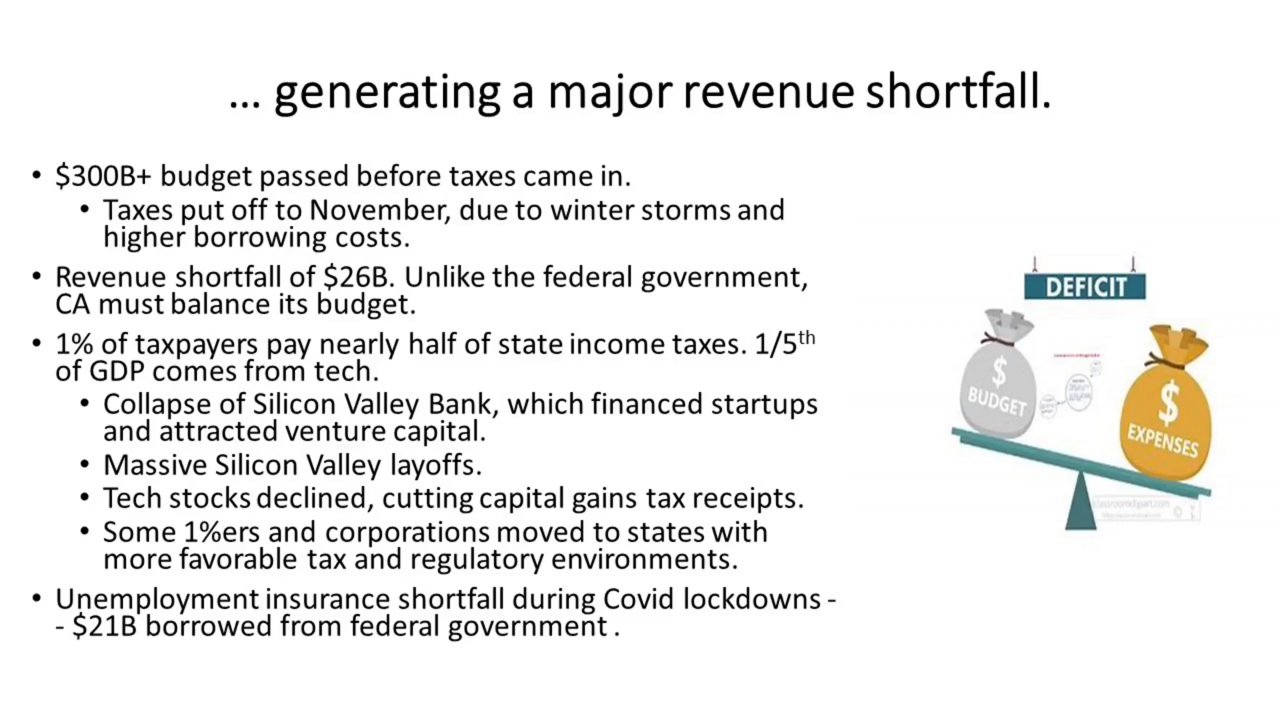 ... generating a major revenue shortfall.
• $300B+ budget passed before taxes came in.
• Taxes put off to November, due to winter storms and
higher borrowing costs.
• Revenue shortfall of $26B. Unlike the federal government,
CA must balance its budget.
• 1% of taxpayers pay nearly half of state income taxes. 1/5th
of GDP comes from tech.
• Collapse of Silicon Valley Bank, which financed startups
and attracted venture capital.
• Massive Silicon Valley layoffs.
• Tech stocks declined, cutting capital gains tax receipts.
• Some 1%ers and corporations moved to states with
more favorable tax and regulatory environments.
• Unemployment insurance shortfall during Covid lockdowns -
- $21B borrowed from federal government .
DEFICIT
$
BUDGET
$
EXPENSES